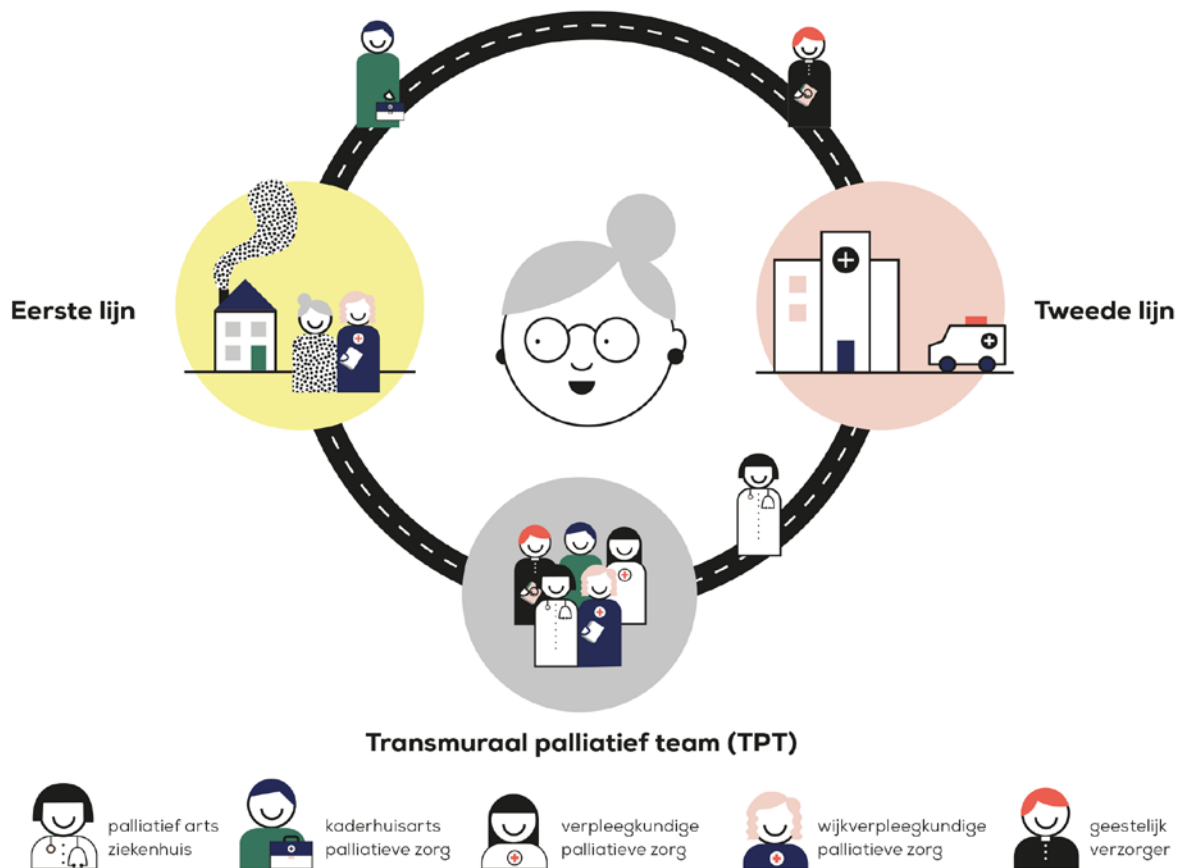 Eerste lijn
Tweede lijn
Transmuraal palliatief team (TPT)
palliatief arts
ziekenhuis
kaderhuisarts
palliatieve zorg
verpleegkundige
palliatieve zorg
wijkverpleegkundige
palliatieve zorg
geestelijk
verzorger